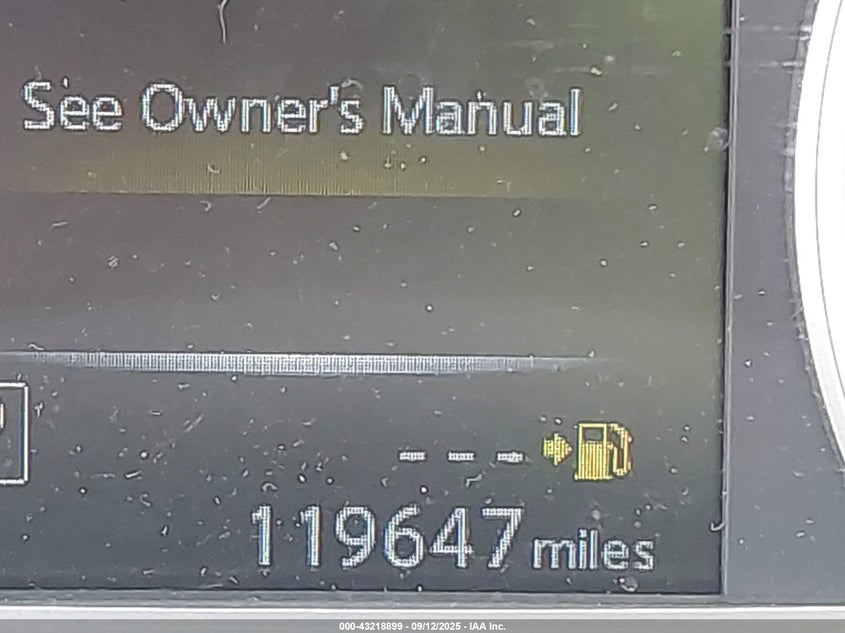 See Owner's Manual
- - -
119647 miles
000-43218899 - 09/12/2025 - IAA Inc.